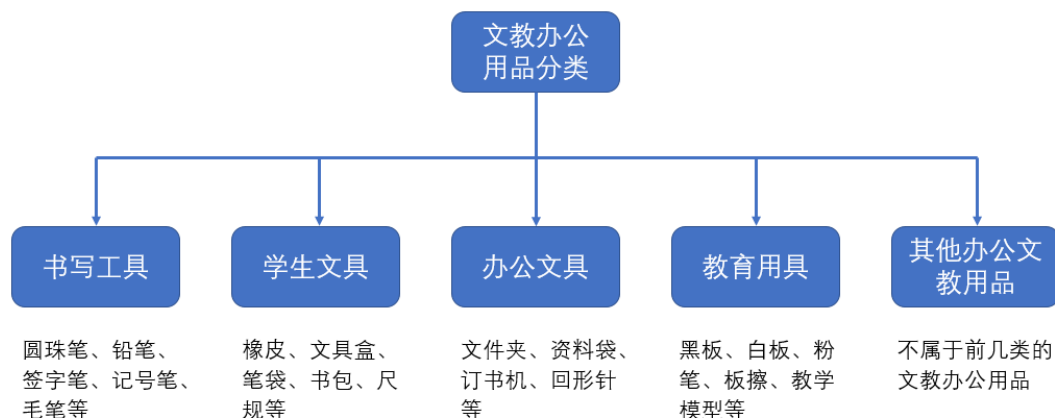 文教办公
用品分类
书写工具
学生文具
办公文具
教育用具
其他办公文
教用品
圆珠笔、铅笔、
签字笔、记号笔、
毛笔等
橡皮、文具盒、
笔袋、书包、尺
规等
文件夹、资料袋、
订书机、回形针
等
黑板、白板、粉
笔、板擦、教学
模型等
不属于前几类的
文教办公用品